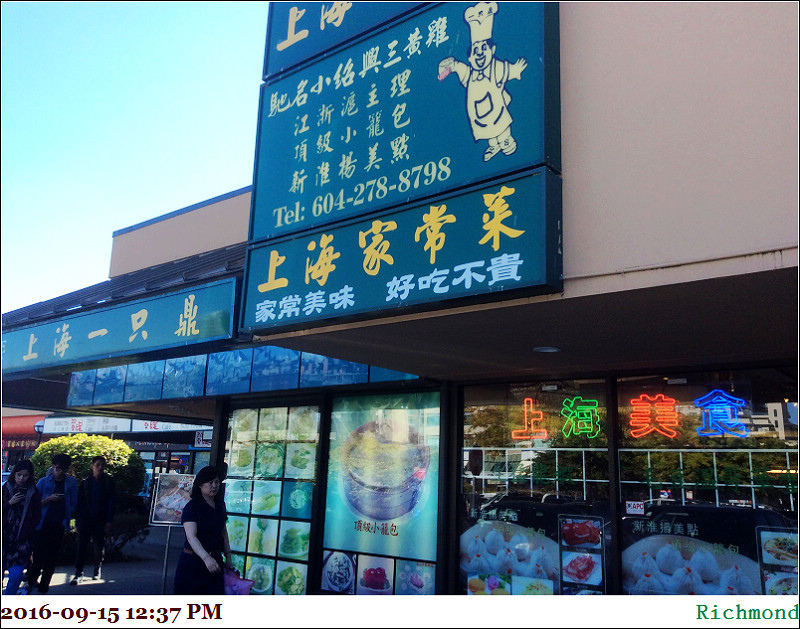 上海
馳名小绍興三黃雞
江浙滬主理
頂級小籠包
新淮揚美點
Tel: 604-278-8798
上海家常菜
家常美味 好吃不貴
上海一只鼎
上海美食
頂級小籠包
新淮揚美點
2016-09-15 12:37 PM
Richmond